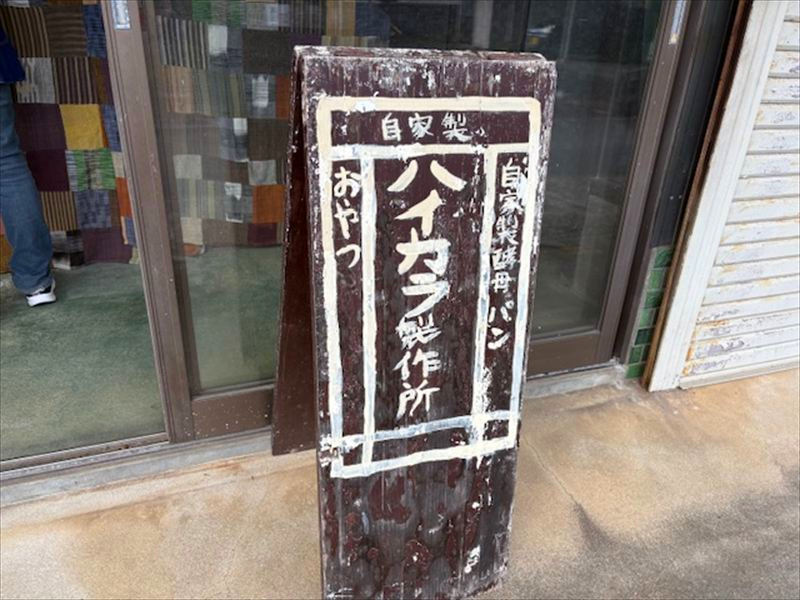 自家製
自家製酵母パン
ハイカラ製作所
おやつ